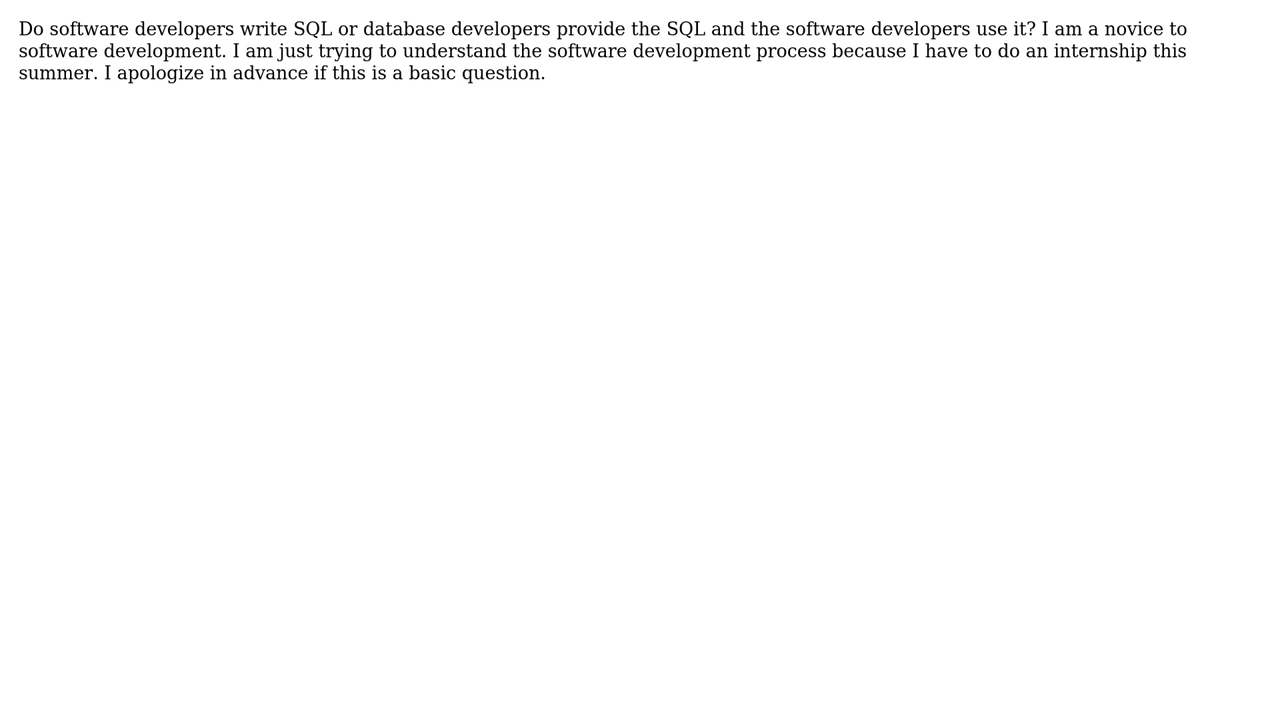 Do software developers write SQL or database developers provide the SQL and the software developers use it? I am a novice to
software development. I am just trying to understand the software development process because I have to do an internship this
summer. I apologize in advance if this is a basic question.